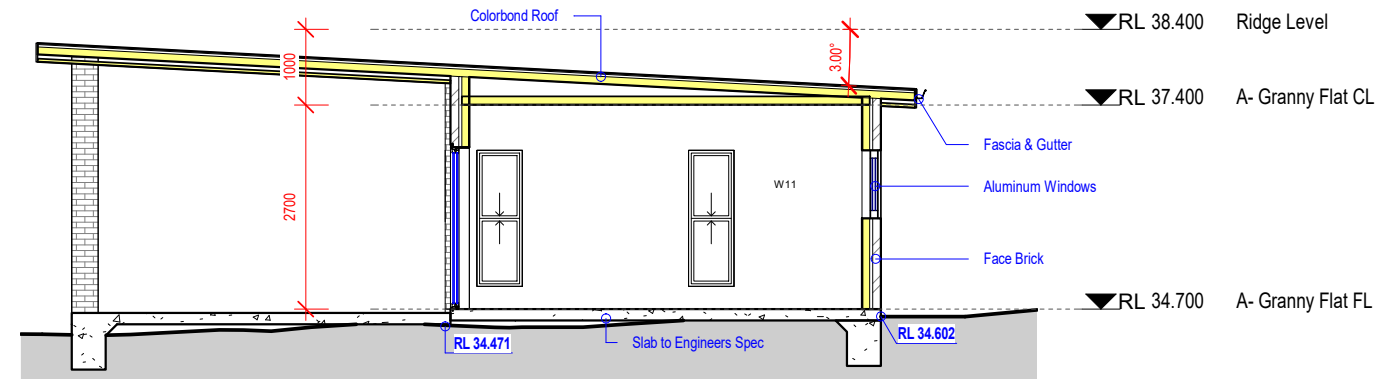 Colorbond Roof
RL 38.400 Ridge Level
1000
3.00°
RL 37.400 A- Granny Flat CL
Fascia & Gutter
W11
Aluminum Windows
2700
Face Brick
RL 34.700 A- Granny Flat FL
RL 34.471
Slab to Engineers Spec
RL 34.602